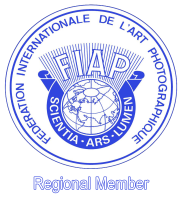 FEDERATION INTERNATIONALE DE L'ART PHOTOGRAPHIQUE
FIAP
SCIENTIA · ARS · LUMEN
Regional Member